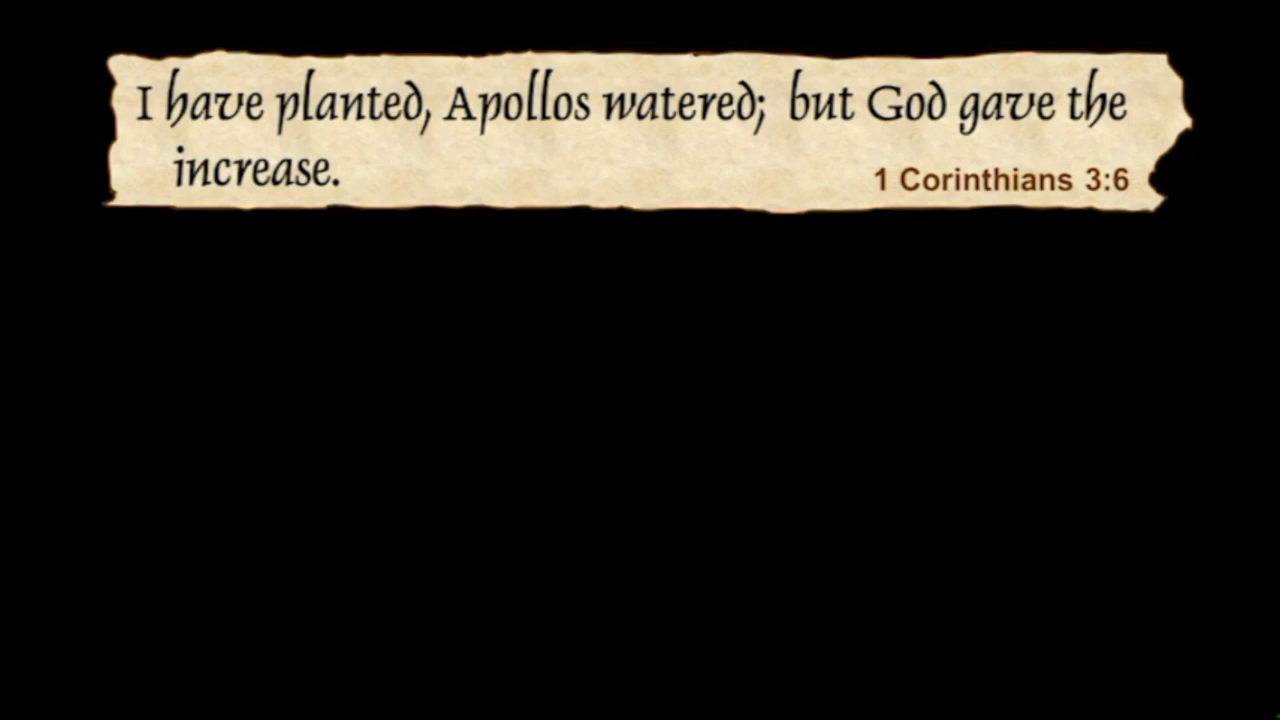 I have planted, Apollos watered; but God gave the
increase.
1 Corinthians 3:6